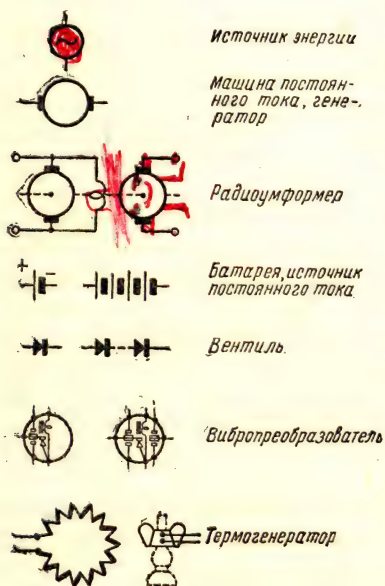 Источник энергии
Машина постоян-
ного тока, гене-
ратор
Радиоумформер
+ -
Батарея, источник
постоянного тока
Вентиль.
Вибропреобразователь
Термогенератор